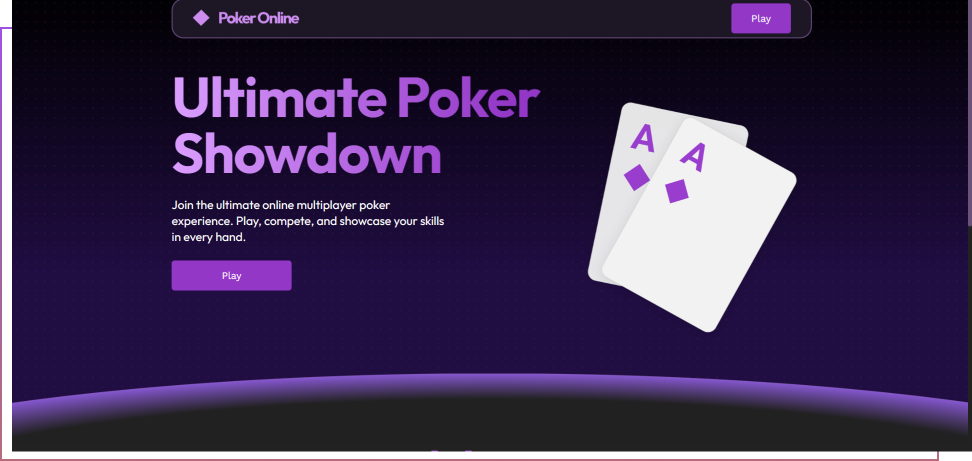 Poker Online
Play
Ultimate Poker
Showdown
Join the ultimate online multiplayer poker
experience. Play, compete, and showcase your skills
in every hand.
Play
A
A